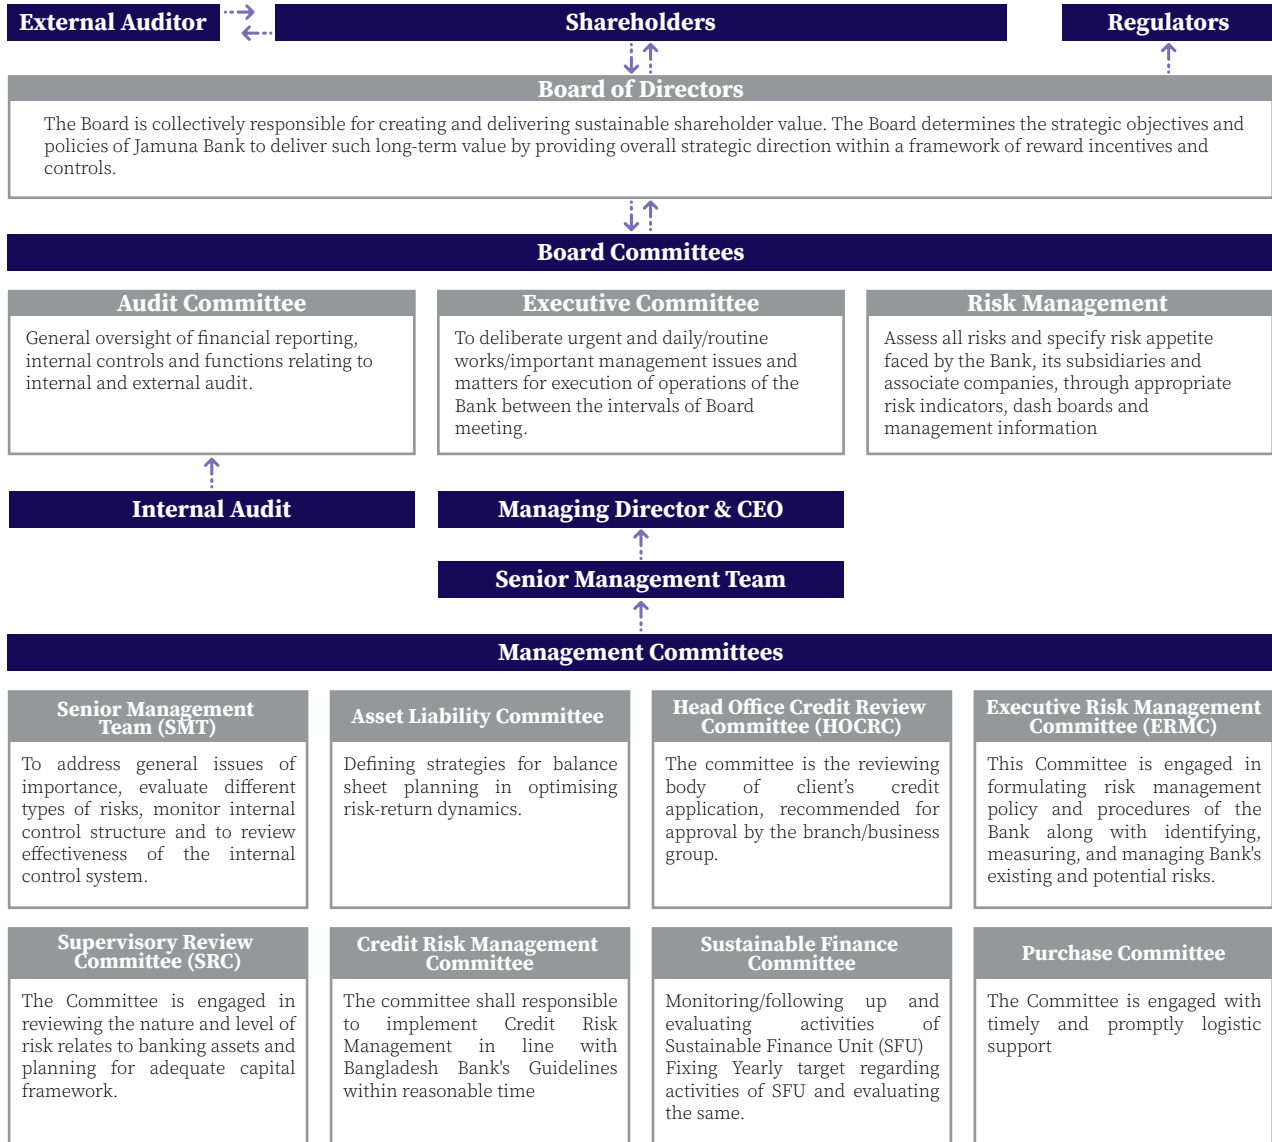 External Auditor
Shareholders
Regulators
Board of Directors
The Board is collectively responsible for creating and delivering sustainable shareholder value. The Board determines the strategic objectives and
policies of Jamuna Bank to deliver such long-term value by providing overall strategic direction within a framework of reward incentives and
controls.
Board Committees
Audit Committee
General oversight of financial reporting,
internal controls and functions relating to
internal and external audit.
Executive Committee
To deliberate urgent and daily/routine
works/important management issues and
matters for execution of operations of the
Bank between the intervals of Board
meeting.
Risk Management
Assess all risks and specify risk appetite
faced by the Bank, its subsidiaries and
associate companies, through appropriate
risk indicators, dash boards and
management information
Internal Audit
Managing Director & CEO
Senior Management Team
Management Committees
Senior Management
Team (SMT)
To address general issues of
importance, evaluate different
types of risks, monitor internal
control structure and to review
effectiveness of the internal
control system.
Asset Liability Committee
Defining strategies for balance
sheet planning in optimising
risk-return dynamics.
Head Office Credit Review
Committee (HOCRC)
The committee is the reviewing
body of client’s credit
application, recommended for
approval by the branch/business
group.
Executive Risk Management
Committee (ERMC)
This Committee is engaged in
formulating risk management
policy and procedures of the
Bank along with identifying,
measuring, and managing Bank's
existing and potential risks.
Supervisory Review
Committee (SRC)
The Committee is engaged in
reviewing the nature and level of
risk relates to banking assets and
planning for adequate capital
framework.
Credit Risk Management
Committee
The committee shall responsible
to implement Credit Risk
Management in line with
Bangladesh Bank's Guidelines
within reasonable time
Sustainable Finance
Committee
Monitoring/following up and
evaluating activities of
Sustainable Finance Unit (SFU)
Fixing Yearly target regarding
activities of SFU and evaluating
the same.
Purchase Committee
The Committee is engaged with
timely and promptly logistic
support